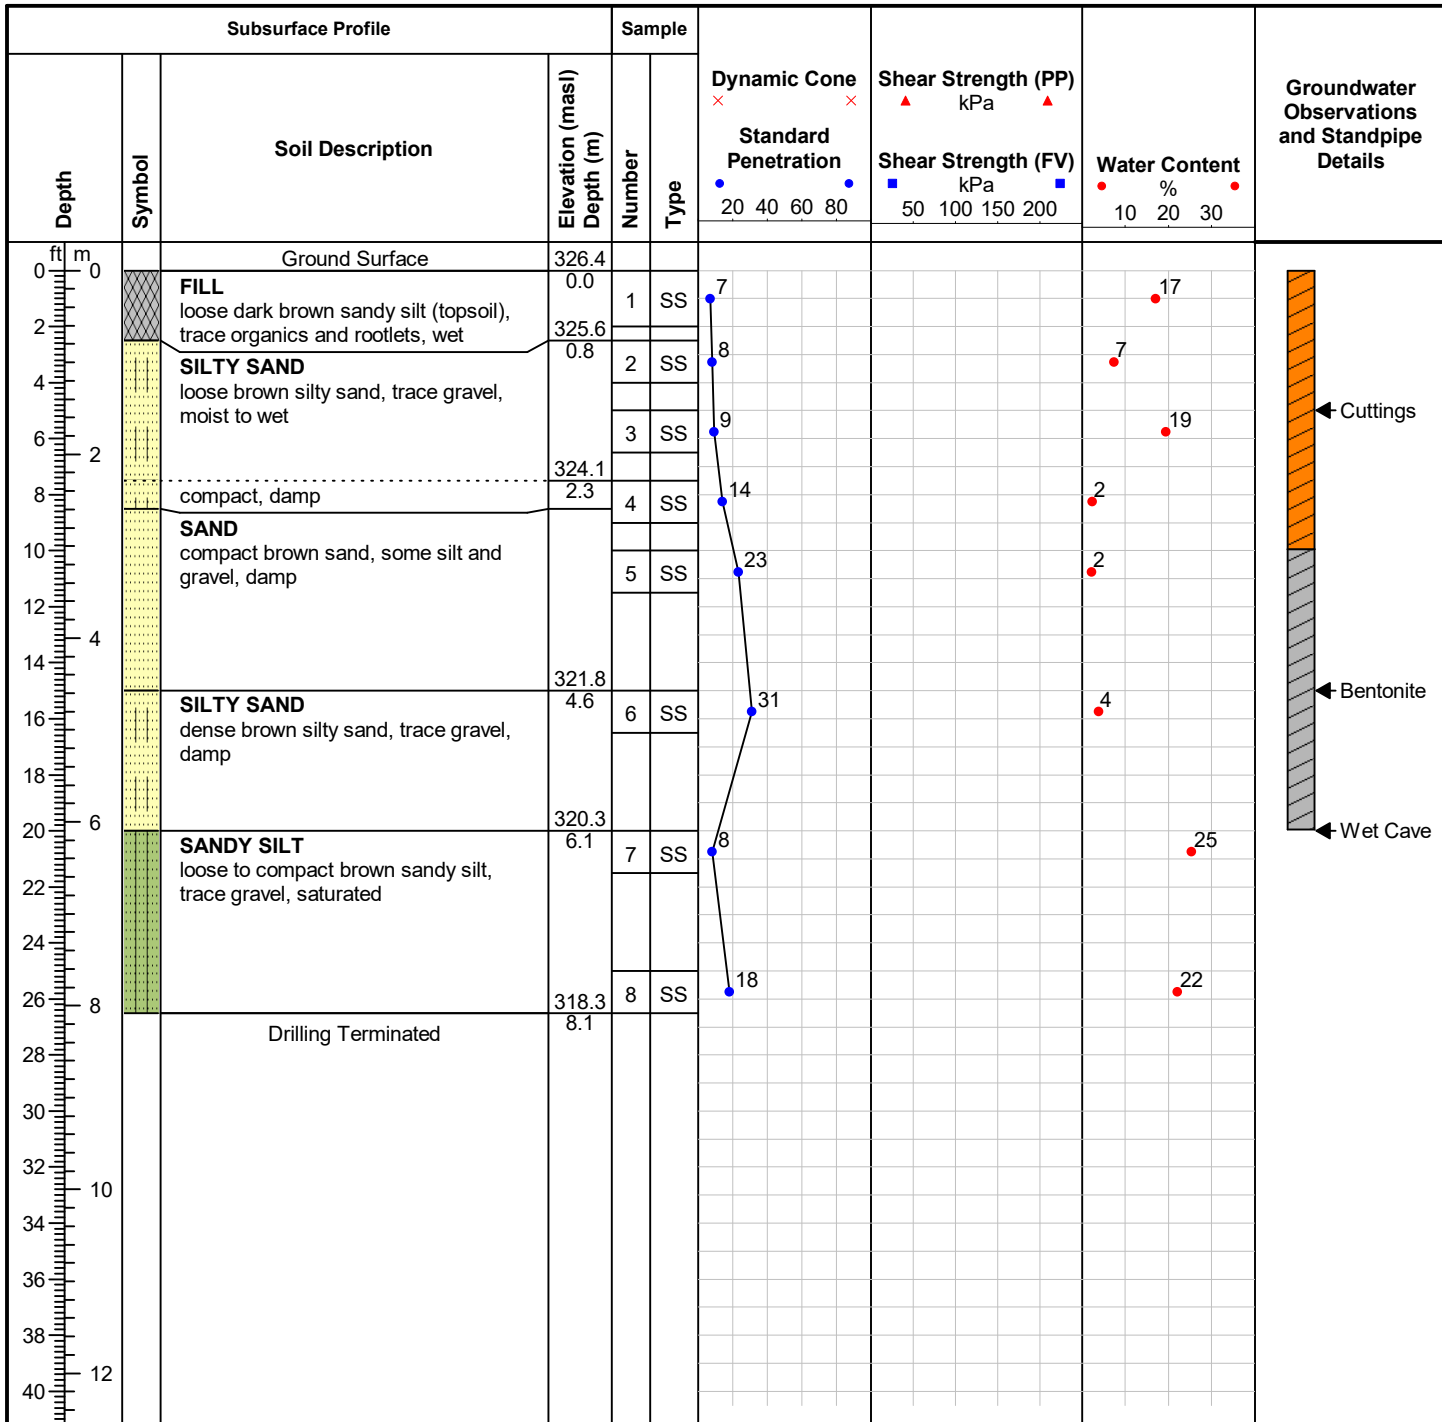 Subsurface Profile
Sample
Depth
Symbol
Soil Description
Elevation (masl)
Depth (m)
Number
Type
Dynamic Cone
Standard
Penetration
20 40 60 80
Shear Strength (PP)
kPa
Shear Strength (FV)
kPa
50 100 150 200
Water Content
%
10 20 30
Groundwater
Observations
and Standpipe
Details
ft m
Ground Surface
326.4
0 0
0.0
FILL
loose dark brown sandy silt (topsoil),
trace organics and rootlets, wet
1 SS
7
17
2
325.6
0.8
SILTY SAND
loose brown silty sand, trace gravel,
moist to wet
2 SS
8
7
4
Cuttings
3 SS
9
19
6
2
324.1
2.3
compact, damp
4 SS
14
2
8
SAND
compact brown sand, some silt and
gravel, damp
10
5 SS
23
2
12
4
14
321.8
4.6
SILTY SAND
dense brown silty sand, trace gravel,
damp
Bentonite
6 SS
31
4
16
18
6
320.3
20
Wet Cave
6.1
SANDY SILT
loose to compact brown sandy silt,
trace gravel, saturated
7 SS
8
25
22
24
8 SS
18
22
26
8
318.3
8.1
Drilling Terminated
28
30
32
10
34
36
38
12
40